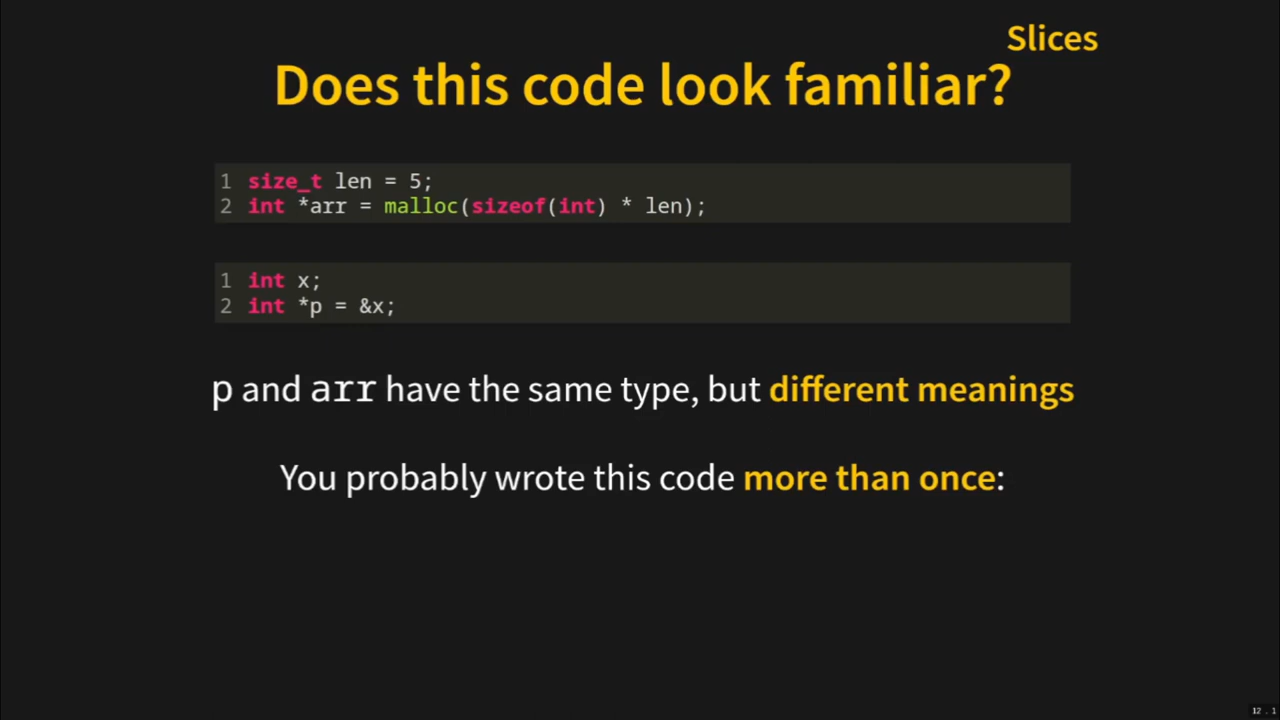 Slices
Does this code look familiar?
1 size_t len = 5;
2 int *arr = malloc(sizeof(int) * len);
1 int x;
2 int *p = &x;
p and arr have the same type, but different meanings
You probably wrote this code more than once:
12 . 1